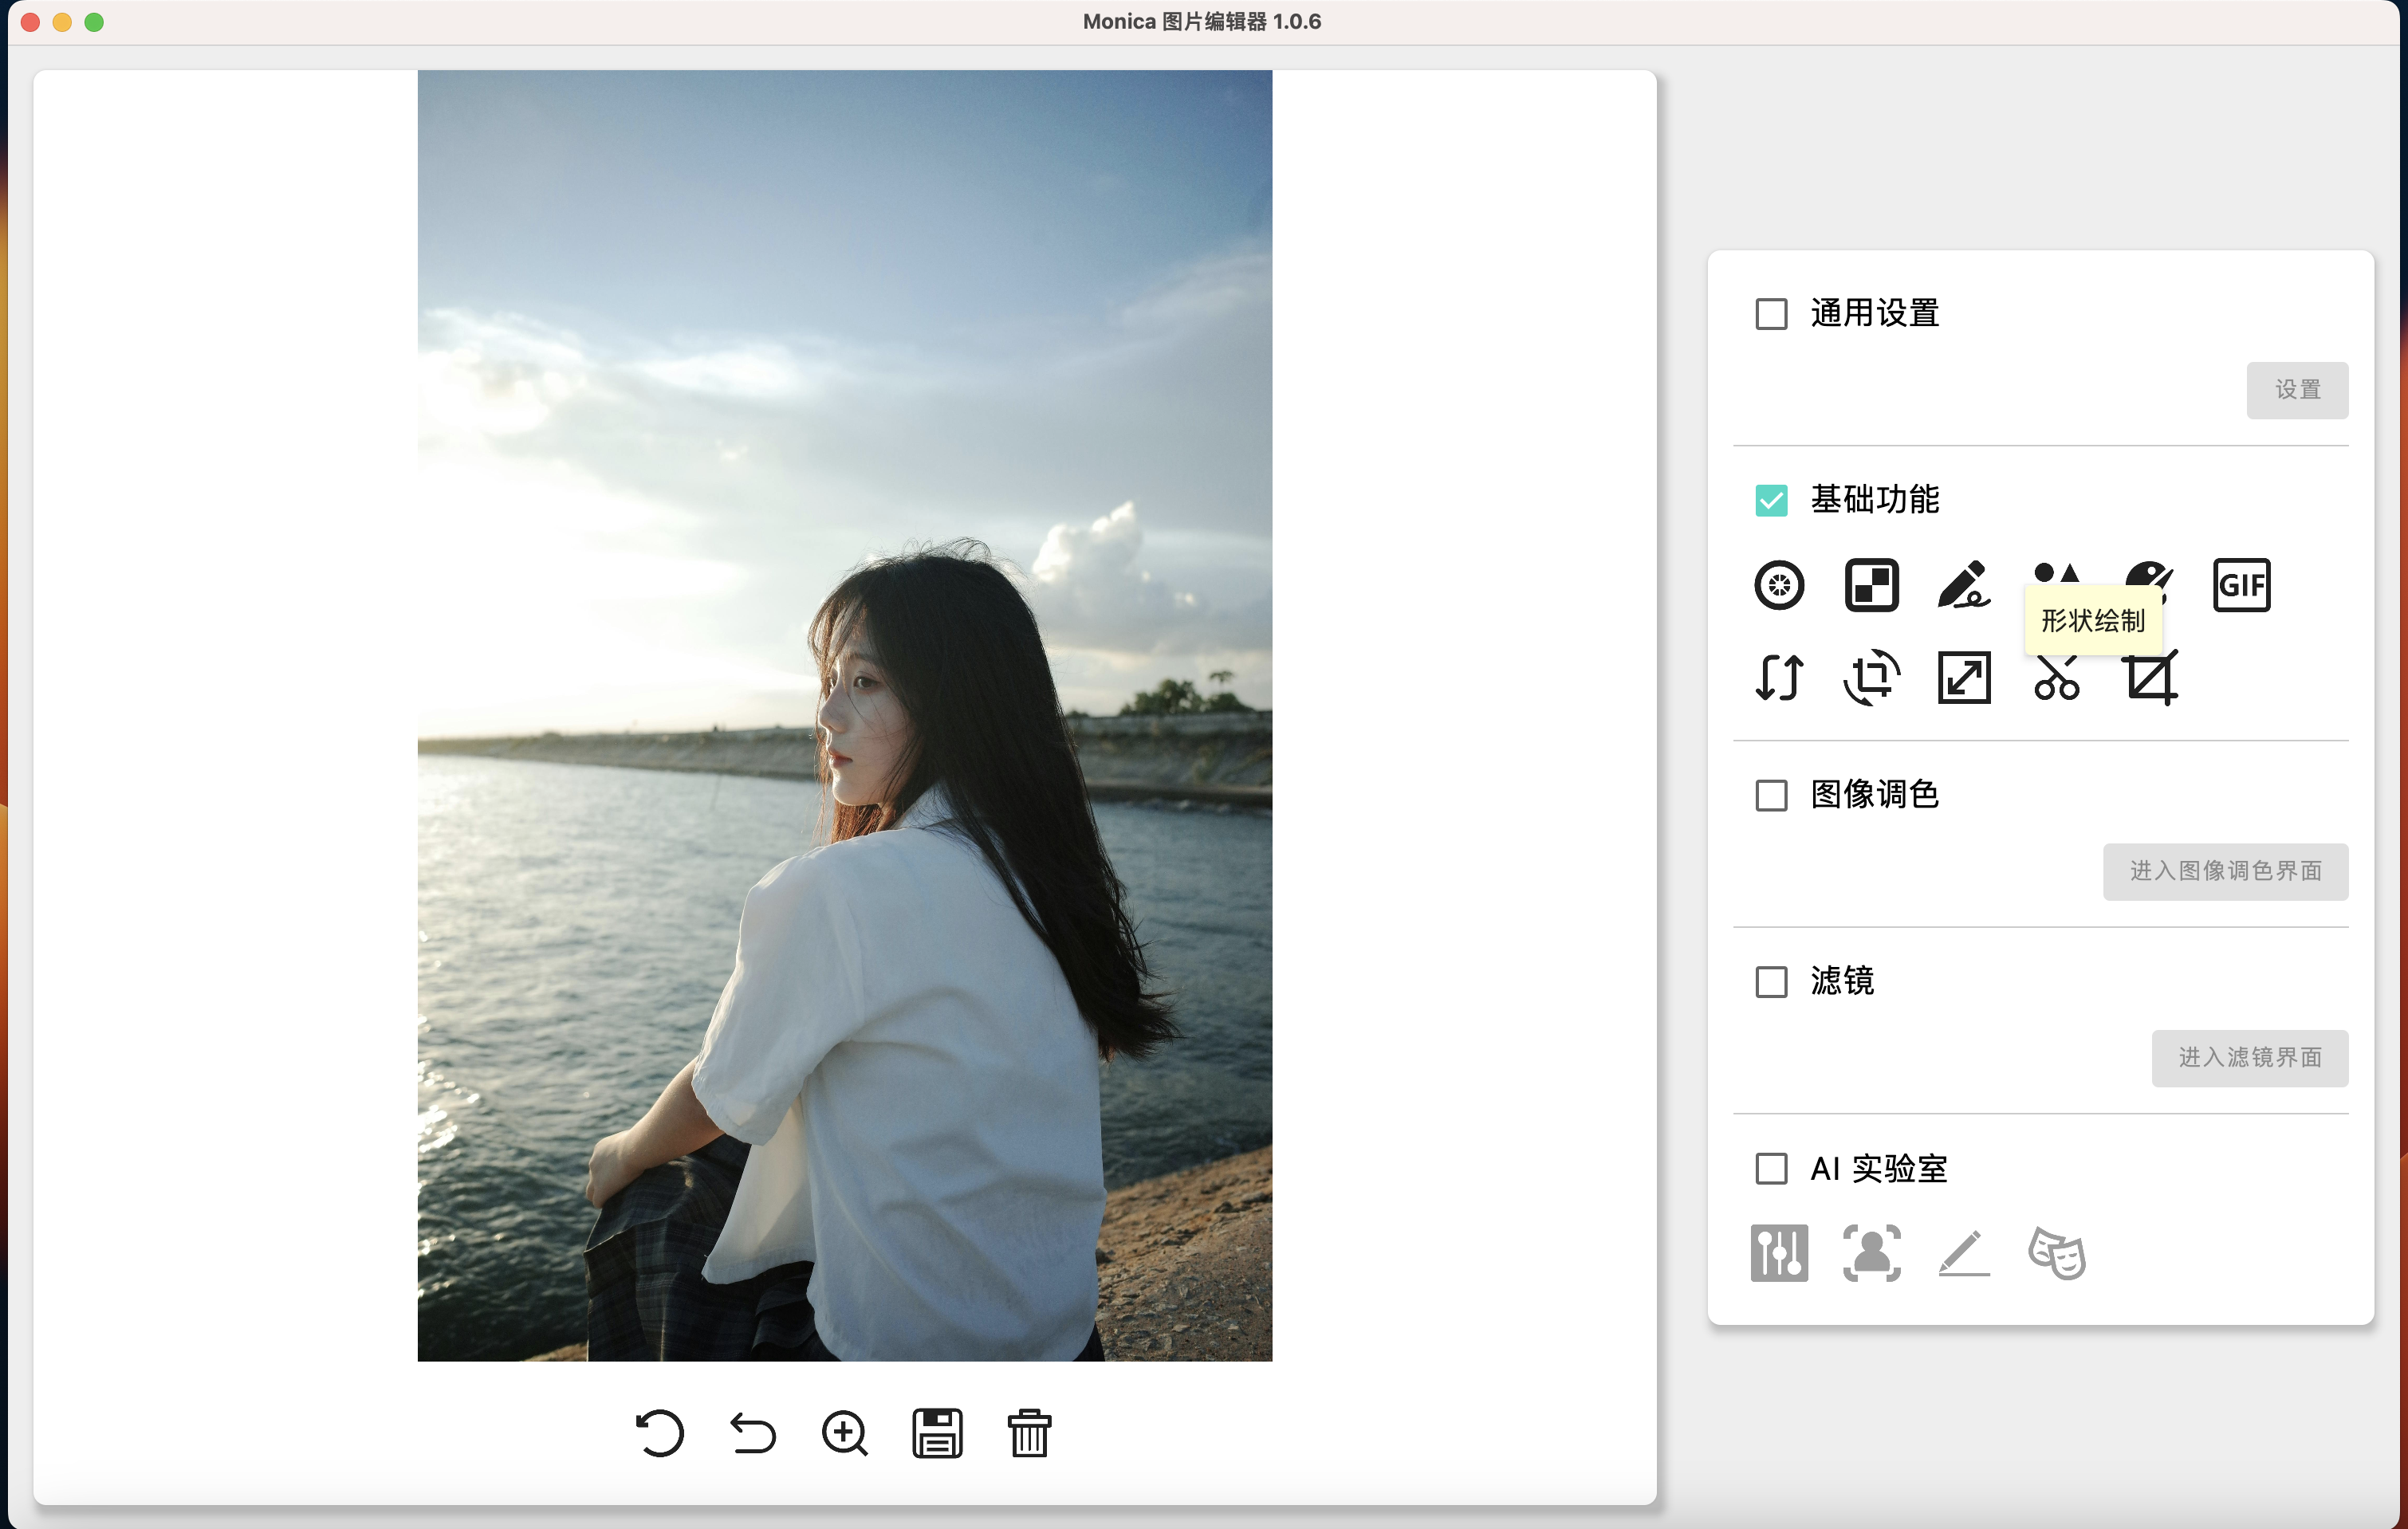 Monica 图片编辑器 1.0.6
通用设置
设置
基础功能
GIF
形状绘制
图像调色
进入图像调色界面
滤镜
进入滤镜界面
AI 实验室